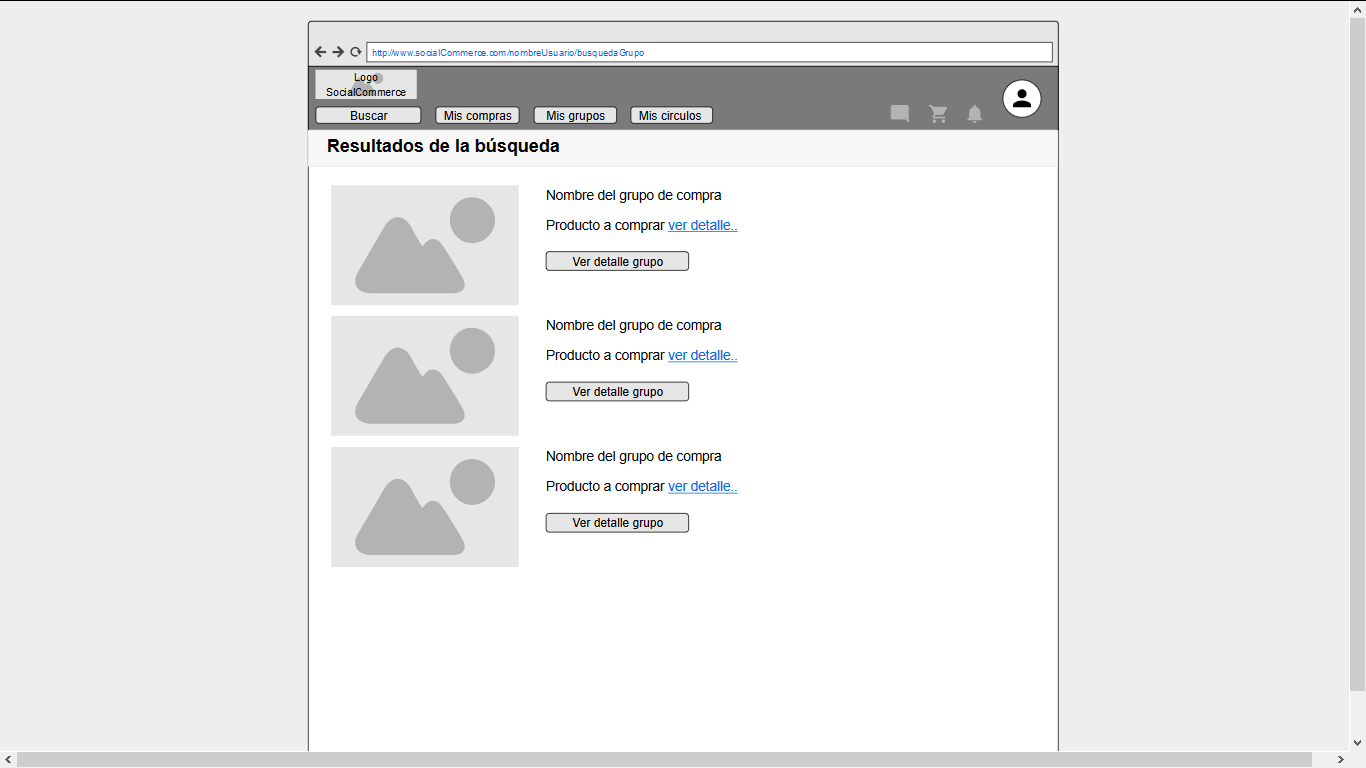 http://www.socialCommerce.com/nombreUsuario/busquedaGrupo
Logo
SocialCommerce
Buscar
Mis compras
Mis grupos
Mis circulos
Resultados de la búsqueda
Nombre del grupo de compra
Producto a comprar ver detalle..
Ver detalle grupo
Nombre del grupo de compra
Producto a comprar ver detalle..
Ver detalle grupo
Nombre del grupo de compra
Producto a comprar ver detalle..
Ver detalle grupo